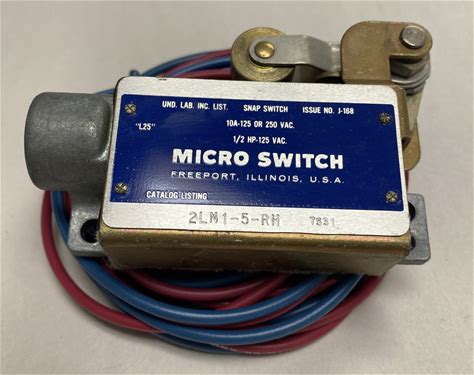 UND. LAB. INC. LIST. SNAP SWITCH ISSUE NO. J-168
"L25" 10A-125 OR 250 VAC.
1/2 HP-125 VAC.
MICRO SWITCH
FREEPORT, ILLINOIS, U.S.A.
CATALOG LISTING
2LN1-5-RH 7831